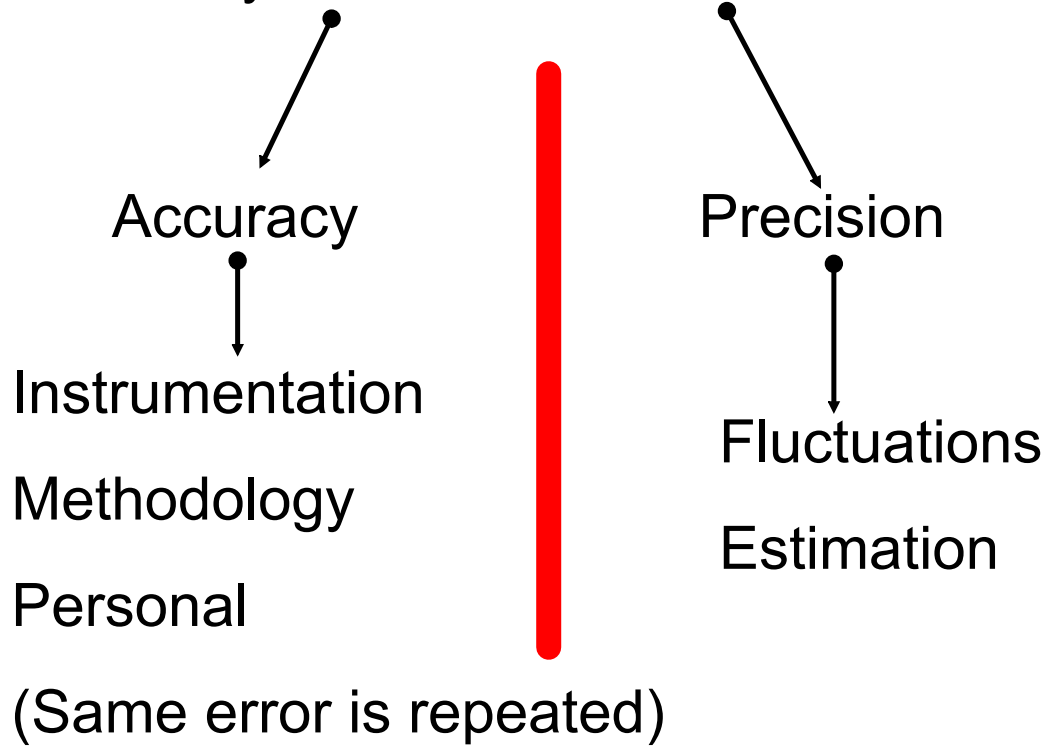 Accuracy
Precision
Instrumentation
Methodology
Personal
(Same error is repeated)
Fluctuations
Estimation